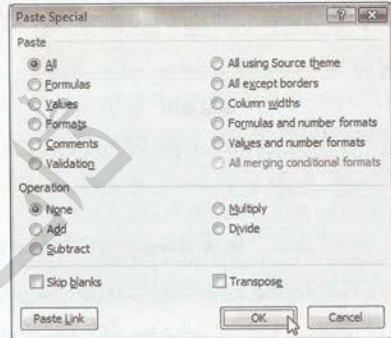 Paste Special
Paste
All
All using Source theme
Formulas
All except borders
Values
Column widths
Formats
Formulas and number formats
Comments
Values and number formats
Validation
All merging conditional formats
Operation
None
Multiply
Add
Divide
Subtract
Skip blanks
Transpose
Paste Link
OK
Cancel